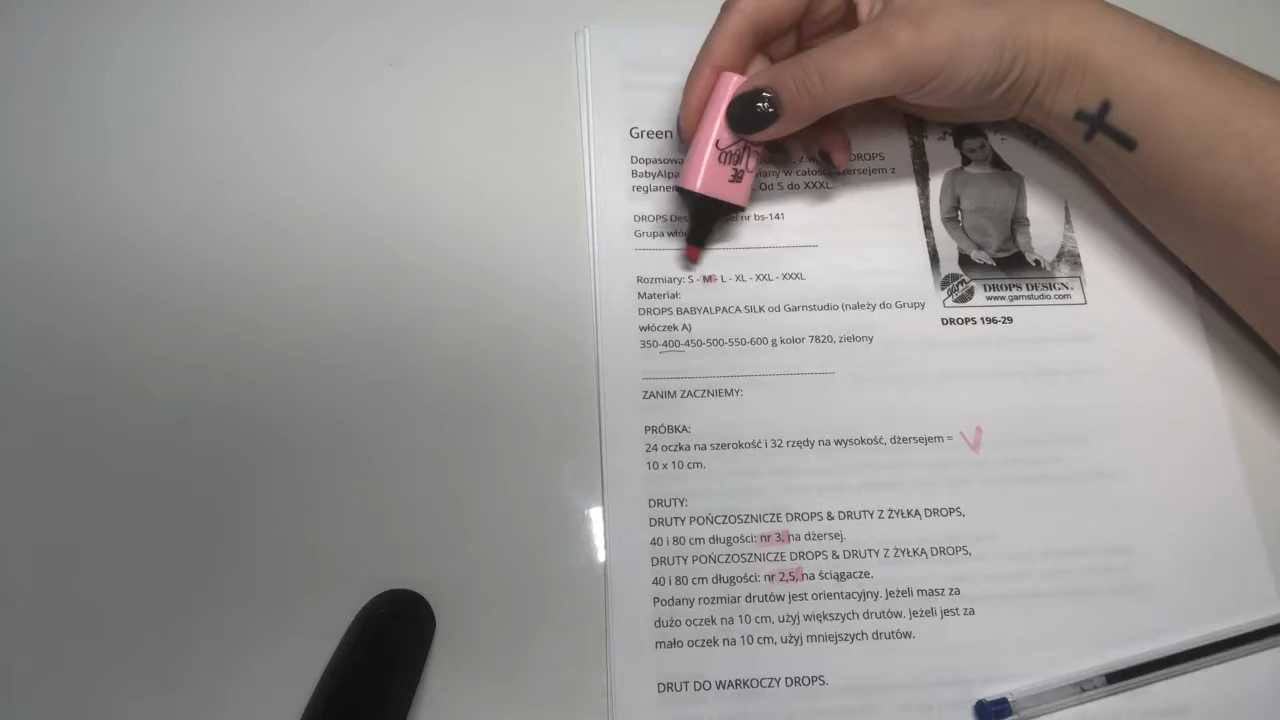 Green
Dopasowa , z w DROPS
BabyAlpa iany w całoś dżersejem z
reglanem . Od S do XXXL.
DROPS Des el nr bs-141
Grupa włóc
Rozmiary: S - M - L - XL - XXL - XXXL
Materiał:
DROPS BABYALPACA SILK od Garnstudio (należy do Grupy
włóczek A)
350-400-450-500-550-600 g kolor 7820, zielony
ZANIM ZACZNIEMY:
PRÓBKA:
24 oczka na szerokość i 32 rzędy na wysokość, dżersejem =
10 x 10 cm.
DRUTY:
DRUTY POŃCZOSZNICZE DROPS & DRUTY Z ŻYŁKĄ DROPS,
40 i 80 cm długości: nr 3, na dżersej.
DRUTY POŃCZOSZNICZE DROPS & DRUTY Z ŻYŁKĄ DROPS,
40 i 80 cm długości: nr 2,5, na ściągacze.
Podany rozmiar drutów jest orientacyjny. Jeżeli masz za
dużo oczek na 10 cm, użyj większych drutów. Jeżeli jest za
mało oczek na 10 cm, użyj mniejszych drutów.
DRUT DO WARKOCZY DROPS.
garn
DROPS DESIGN.
www.garnstudio.com
DROPS 196-29
BE